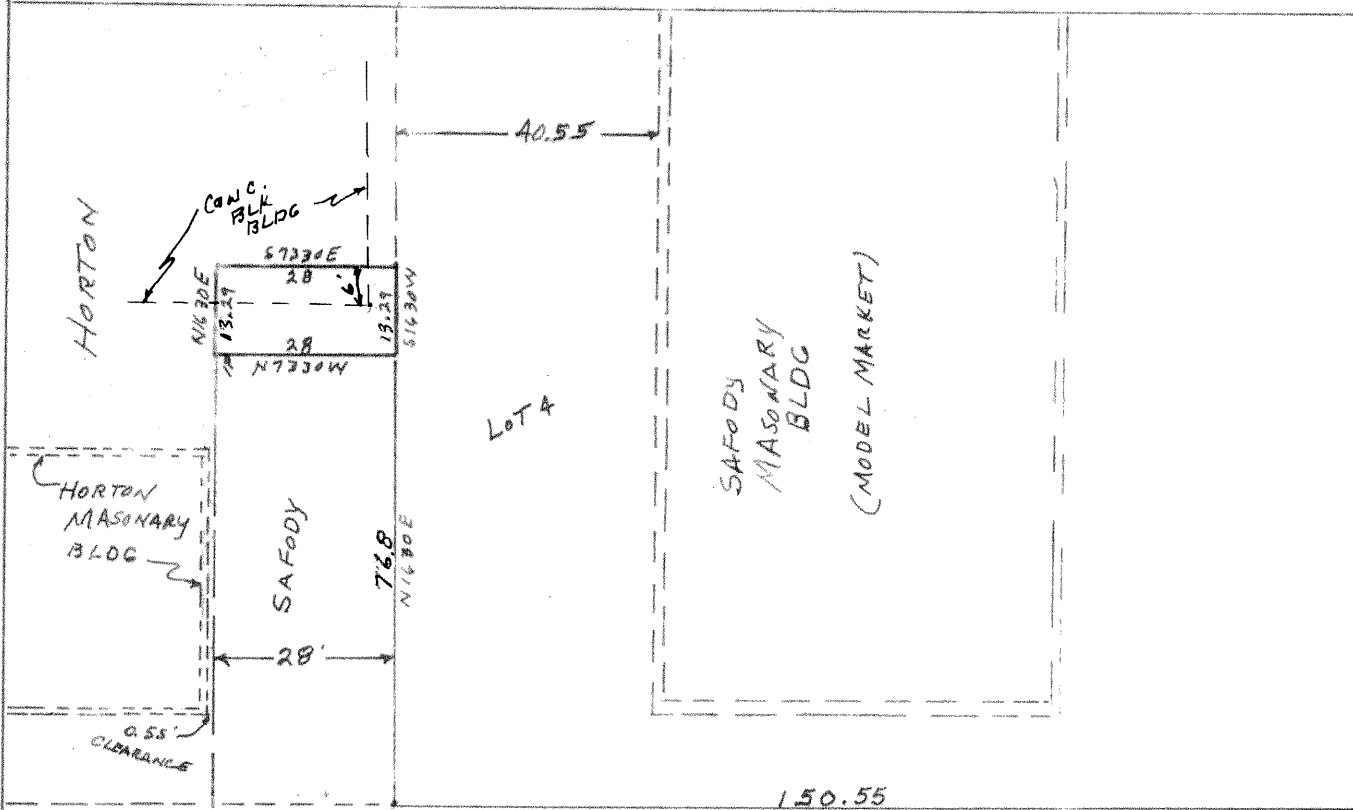 40.55
CONC.
BLK
BLDG
HORTON
S7330E
28
6'
N1630E
13.29
13.29
S1630W
28
N7330W
LOT 4
SAFODY
MASONARY
BLDG
(MODEL MARKET)
HORTON
MASONARY
BLDG
SAFODY
76.8
N1630E
28'
0.55'
CLEARANCE
150.55